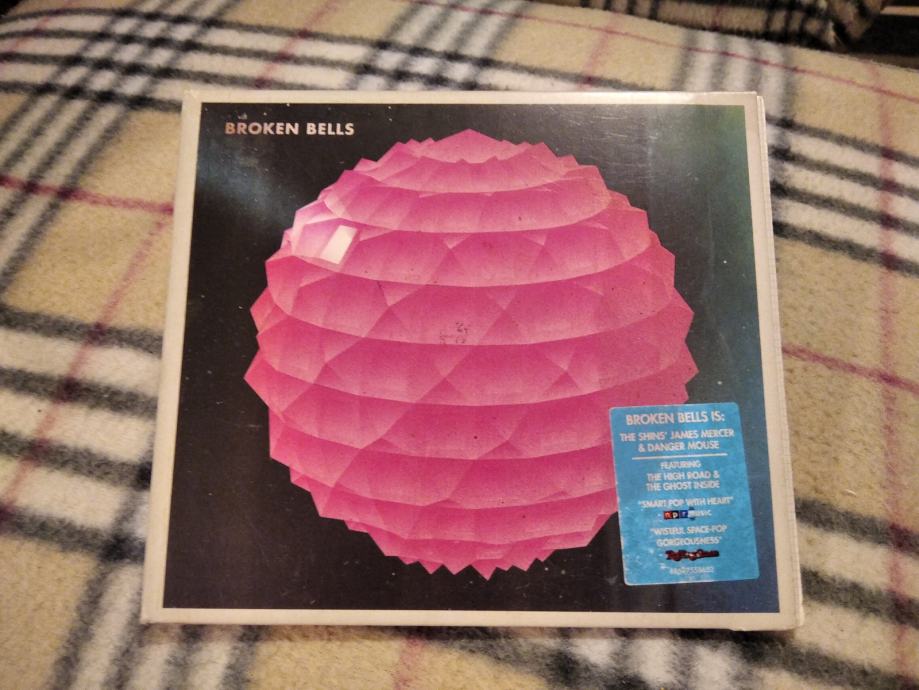 BROKEN BELLS
BROKEN BELLS IS:
THE SHINS' JAMES MERCER
& DANGER MOUSE
FEATURING
THE HIGH ROAD &
THE GHOST INSIDE
"SMART POP WITH HEART"
npr music
"WISTFUL SPACE-POP
GORGEOUSNESS"
RollingStone